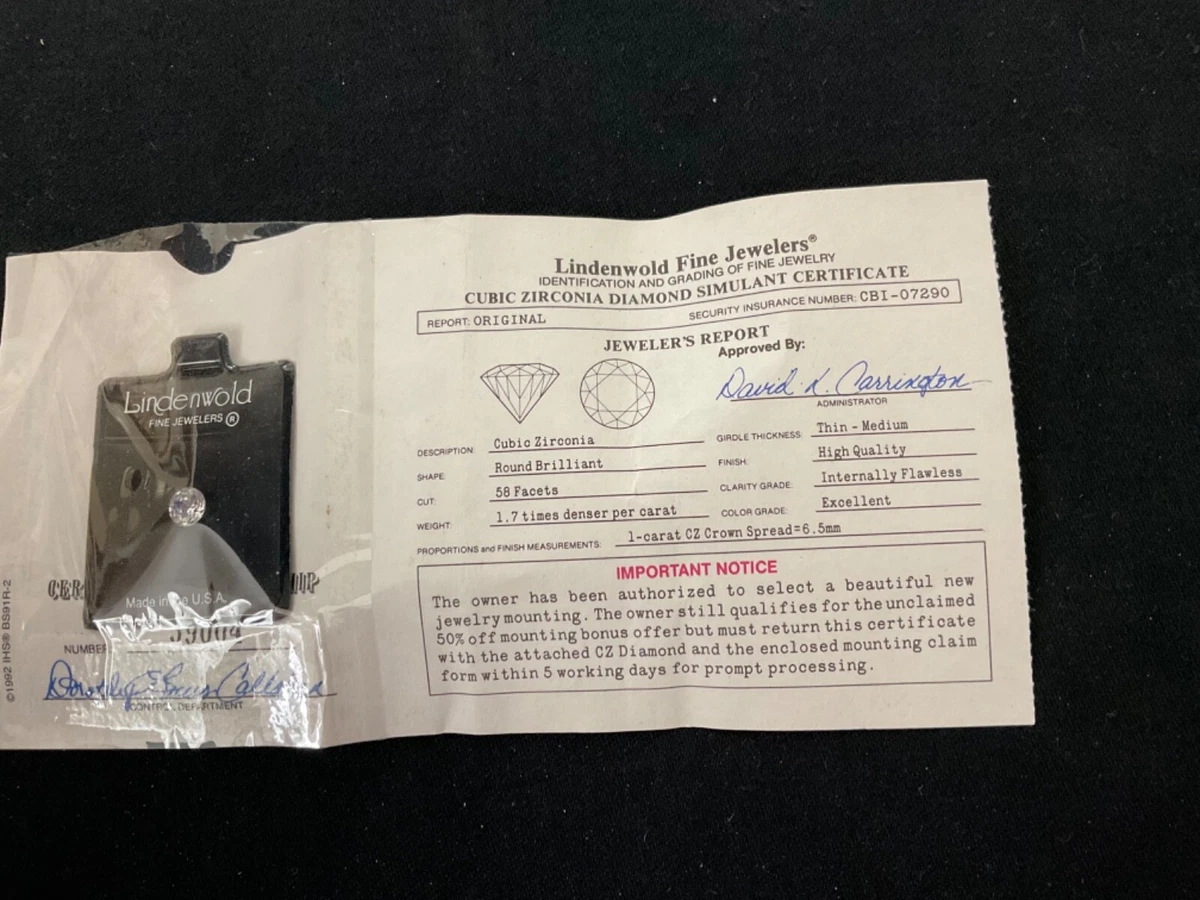 Lindenwold
FINE JEWELERS ®
Made in the U.S.A.
NUMBER
CONTROL DEPARTMENT
©1992 IHS® BS91R-2
Lindenwold Fine Jewelers®
IDENTIFICATION AND GRADING OF FINE JEWELRY
CUBIC ZIRCONIA DIAMOND SIMULANT CERTIFICATE
REPORT: ORIGINAL SECURITY INSURANCE NUMBER: CBI-07290
JEWELER'S REPORT
Approved By:
David L. Carrington
ADMINISTRATOR
DESCRIPTION: Cubic Zirconia
SHAPE: Round Brilliant
CUT: 58 Facets
WEIGHT: 1.7 times denser per carat
GIRDLE THICKNESS: Thin - Medium
FINISH: High Quality
CLARITY GRADE: Internally Flawless
COLOR GRADE: Excellent
PROPORTIONS and FINISH MEASUREMENTS: 1-carat CZ Crown Spread=6.5mm
IMPORTANT NOTICE
The owner has been authorized to select a beautiful new
jewelry mounting. The owner still qualifies for the unclaimed
50% off mounting bonus offer but must return this certificate
with the attached CZ Diamond and the enclosed mounting claim
form within 5 working days for prompt processing.